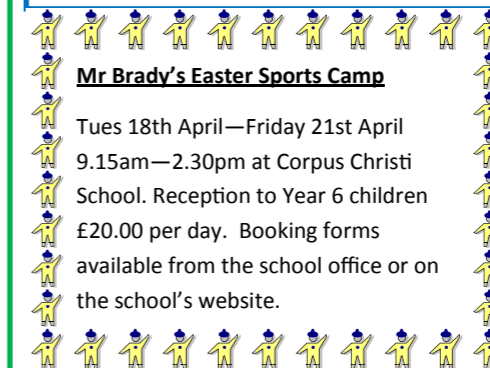 Mr Brady's Easter Sports Camp
Tues 18th April—Friday 21st April
9.15am—2.30pm at Corpus Christi
School. Reception to Year 6 children
£20.00 per day.  Booking forms
available from the school office or on
the school's website.